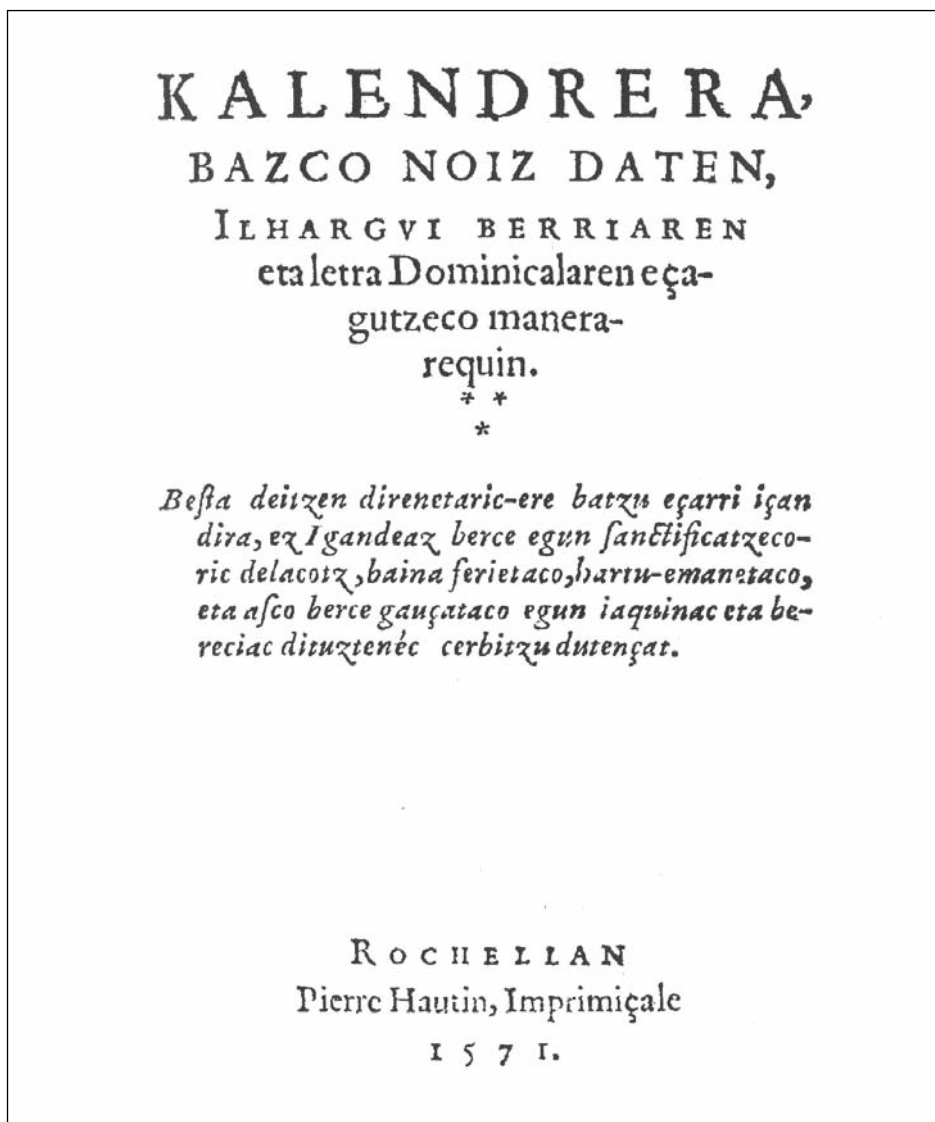 KALENDRERA,
BAZCO NOIZ DATEN,
ILHARGVI BERRIAREN
eta letra Dominicalaren eça-
gutzeco manera-
requin.
* *
*
Beſta deitzen direnetaric-ere batzu eçarri içan
dira, ez Igandeaz berce egun ſanctificatzeco-
ric delacotz, baina ferietaco, hartu-emanetaco,
eta aſco berce gauçataco egun iaquinac eta be-
reciac dituztenéc cerbitzu dutençat.
ROCHELLAN
Pierre Hautin, Imprimiçale
1571.